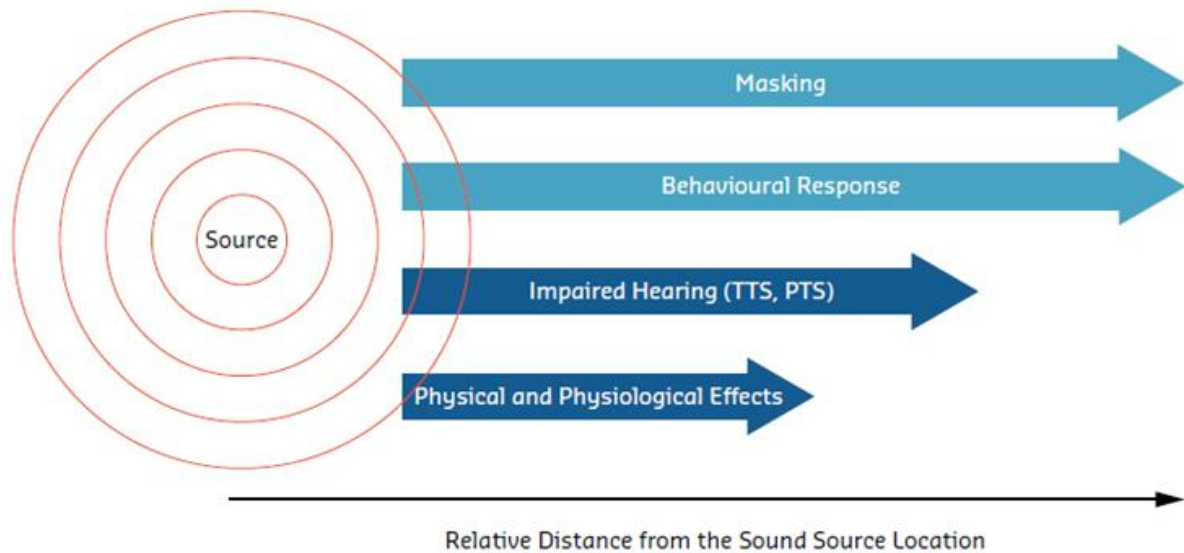 Masking
Behavioural Response
Source
Impaired Hearing (TTS, PTS)
Physical and Physiological Effects
Relative Distance from the Sound Source Location